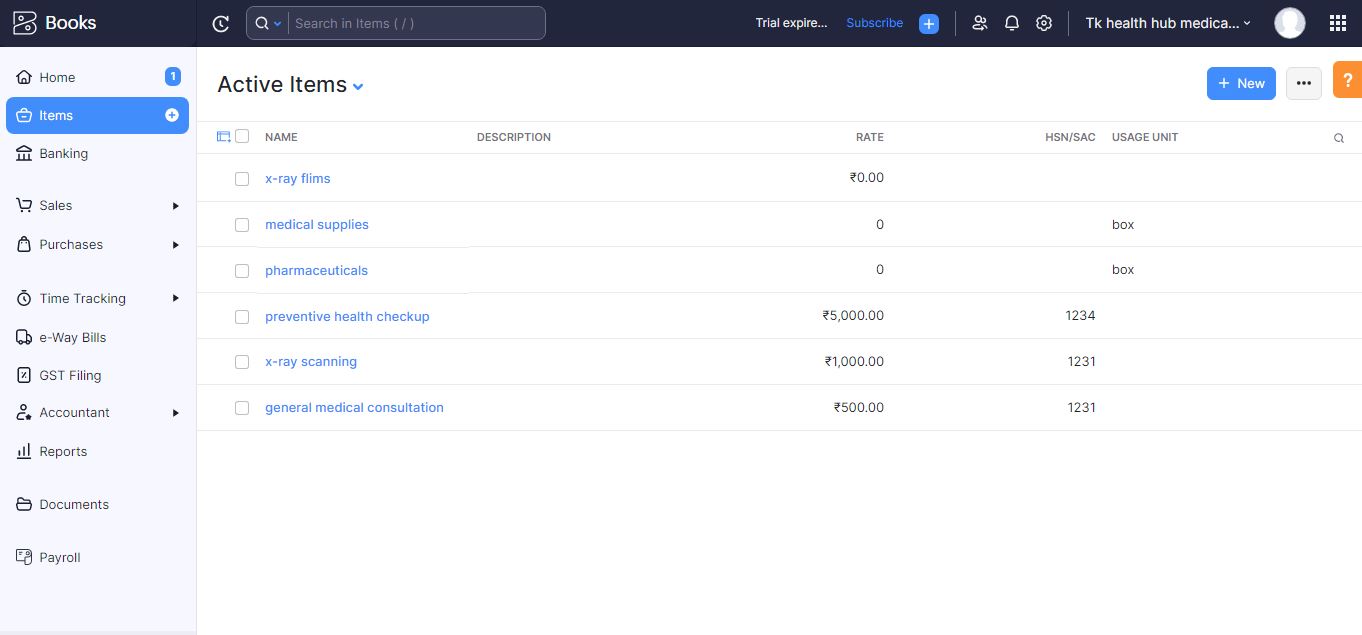 Books
Search in Items ( / )
Trial expire...
Subscribe
Tk health hub medica...
Home
1
Items
Banking
Sales
Purchases
Time Tracking
e-Way Bills
GST Filing
Accountant
Reports
Documents
Payroll
Active Items
+ New
?
NAME DESCRIPTION RATE HSN/SAC USAGE UNIT
x-ray flims ₹0.00
medical supplies 0 box
pharmaceuticals 0 box
preventive health checkup ₹5,000.00 1234
x-ray scanning ₹1,000.00 1231
general medical consultation ₹500.00 1231